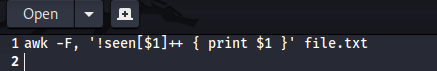 Open
1 awk -F, '!seen[$1]++ { print $1 }' file.txt
2